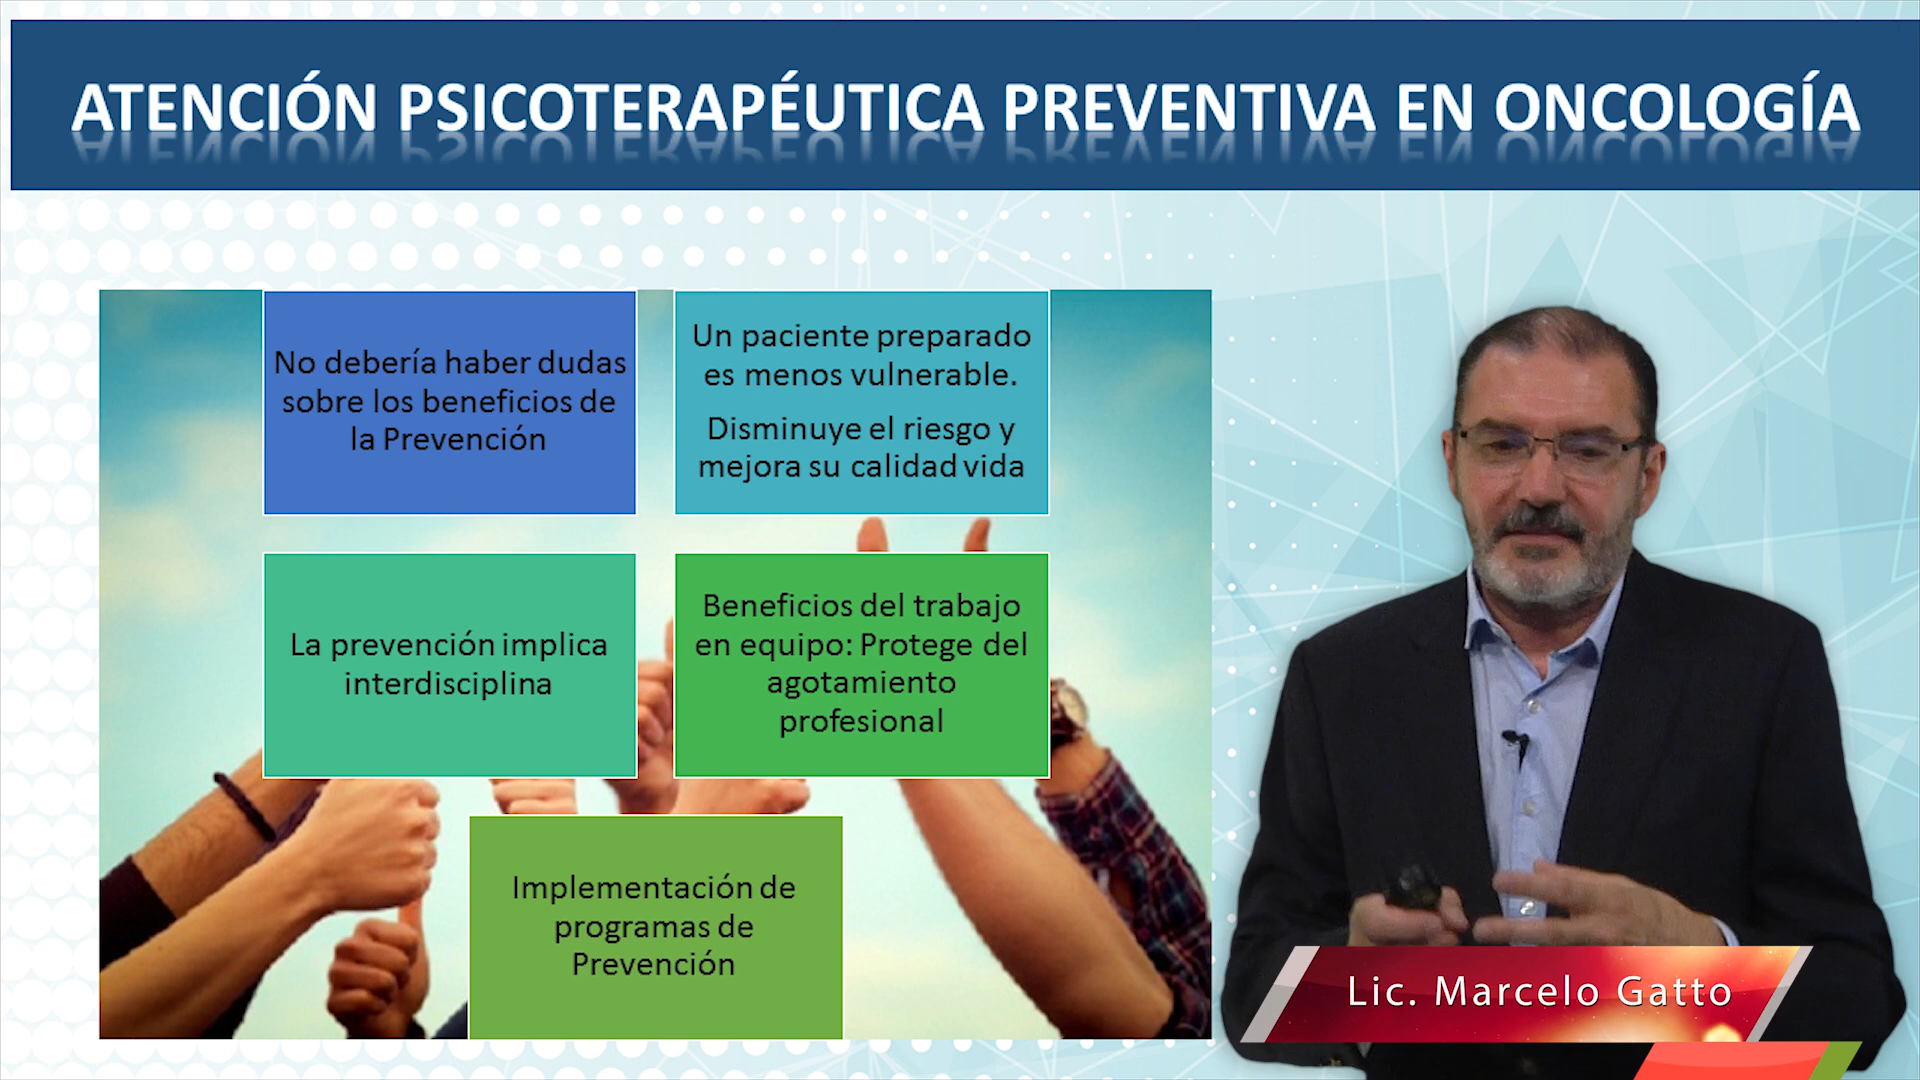 ATENCIÓN PSICOTERAPÉUTICA PREVENTIVA EN ONCOLOGÍA
No debería haber dudas
sobre los beneficios de
la Prevención
Un paciente preparado
es menos vulnerable.
Disminuye el riesgo y
mejora su calidad vida
La prevención implica
interdisciplina
Beneficios del trabajo
en equipo: Protege del
agotamiento
profesional
Implementación de
programas de
Prevención
Lic. Marcelo Gatto